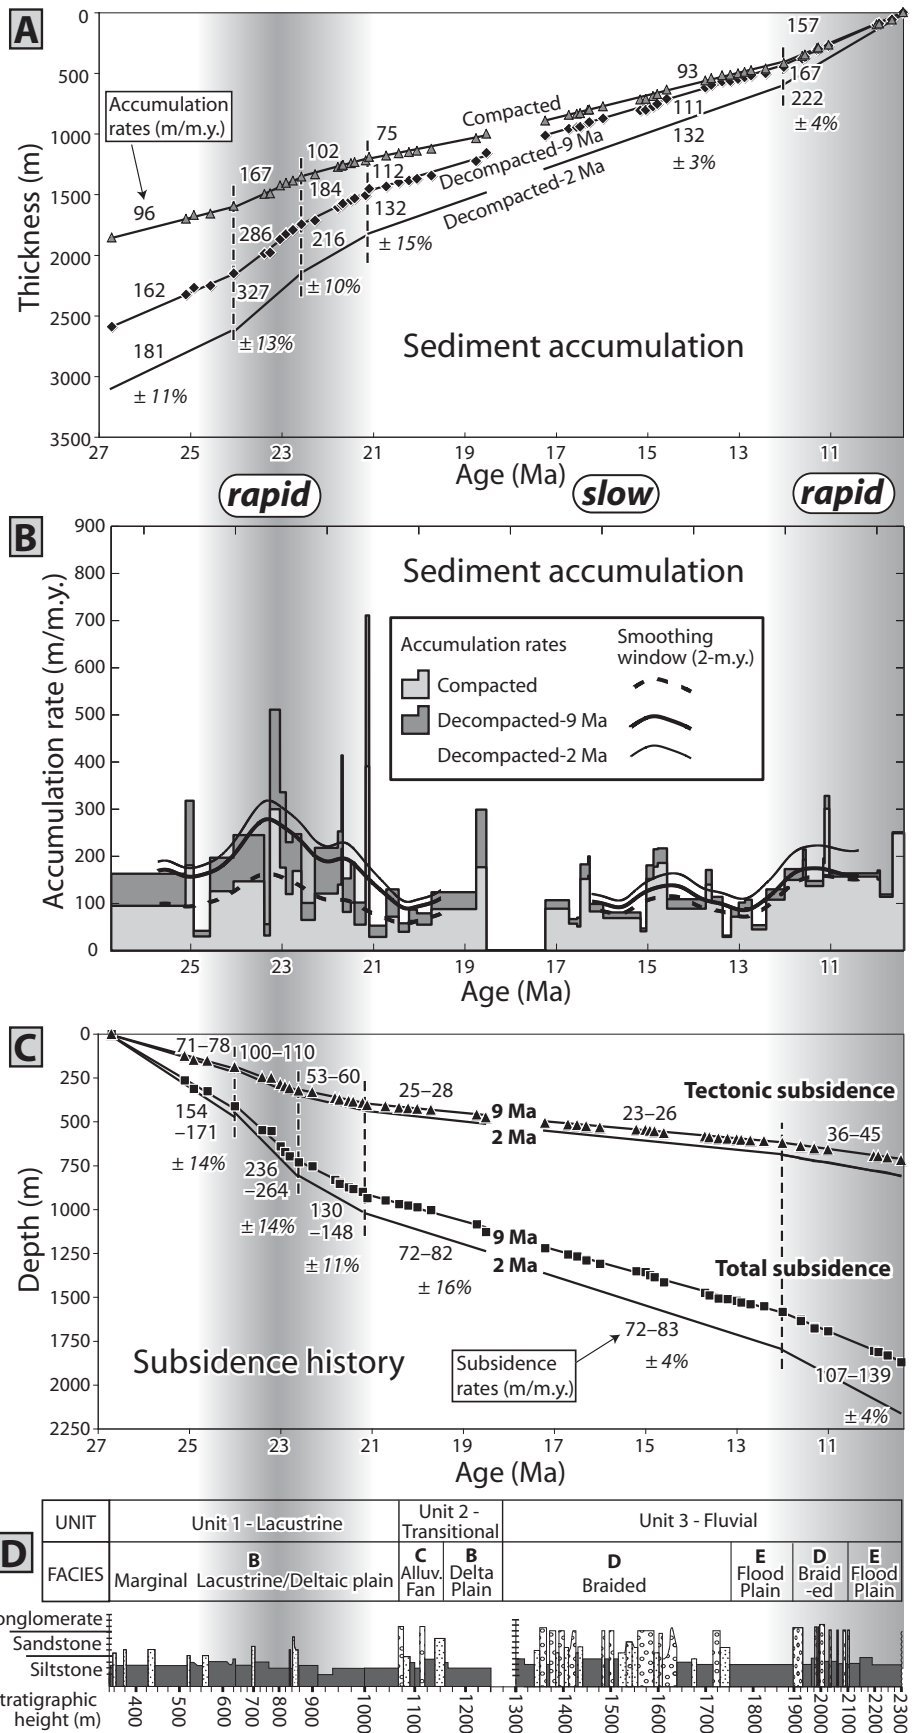 A
0
500
1000
1500
2000
2500
3000
3500
Thickness (m)
Accumulation
rates (m/m.y.)
96
167
102
75
Compacted
93
157
162
286
184
112
Decompacted-9 Ma
111
167
181
327
216
132
Decompacted-2 Ma
132
222
± 11%
± 13%
± 10%
± 15%
± 3%
± 4%
Sediment accumulation
27 25 23 21 19 17 15 13 11
Age (Ma)
rapid slow rapid
B
900
800
700
600
500
400
300
200
100
0
Accumulation rate (m/m.y.)
Sediment accumulation
Accumulation rates
Smoothing
window (2-m.y.)
Compacted
Decompacted-9 Ma
Decompacted-2 Ma
25 23 21 19 17 15 13 11
Age (Ma)
C
0
250
500
750
1000
1250
1500
1750
2000
2250
Depth (m)
71–78
100–110
53–60
25–28
9 Ma
2 Ma
23–26
Tectonic subsidence
36–45
154
–171
± 14%
236
–264
± 14%
130
–148
± 11%
72–82
± 16%
9 Ma
2 Ma
Total subsidence
72–83
± 4%
107–139
± 4%
Subsidence history
Subsidence
rates (m/m.y.)
27 25 23 21 19 17 15 13 11
Age (Ma)
D
UNIT
Unit 1 - Lacustrine
Unit 2 -
Transitional
Unit 3 - Fluvial
FACIES
B
Marginal Lacustrine/Deltaic plain
C
Alluv.
Fan
B
Delta
Plain
D
Braided
E
Flood
Plain
D
Braid
-ed
E
Flood
Plain
onglomerate
Sandstone
Siltstone
tratigraphic
height (m)
400 500 600 700 800 900 1000 1100 1200 1300 1400 1500 1600 1700 1800 1900 2000 2100 2200 2300